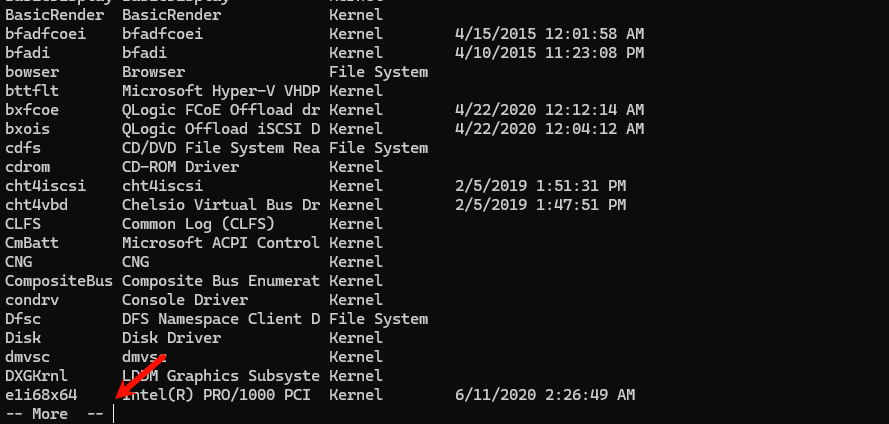 BasicRender BasicRender Kernel
bfadfcoei bfadfcoei Kernel 4/15/2015 12:01:58 AM
bfadi bfadi Kernel 4/10/2015 11:23:08 PM
bowser Browser File System
bttflt Microsoft Hyper-V VHDP Kernel
bxfcoe QLogic FCoE Offload dr Kernel 4/22/2020 12:12:14 AM
bxois QLogic Offload iSCSI D Kernel 4/22/2020 12:04:12 AM
cdfs CD/DVD File System Rea File System
cdrom CD-ROM Driver Kernel
cht4iscsi cht4iscsi Kernel 2/5/2019 1:51:31 PM
cht4vbd Chelsio Virtual Bus Dr Kernel 2/5/2019 1:47:51 PM
CLFS Common Log (CLFS) Kernel
CmBatt Microsoft ACPI Control Kernel
CNG CNG Kernel
CompositeBus Composite Bus Enumerat Kernel
condrv Console Driver Kernel
Dfsc DFS Namespace Client D File System
Disk Disk Driver Kernel
dmvsc dmvsc Kernel
DXGKrnl LDDM Graphics Subsyste Kernel
e1i68x64 Intel(R) PRO/1000 PCI Kernel 6/11/2020 2:26:49 AM
-- More --